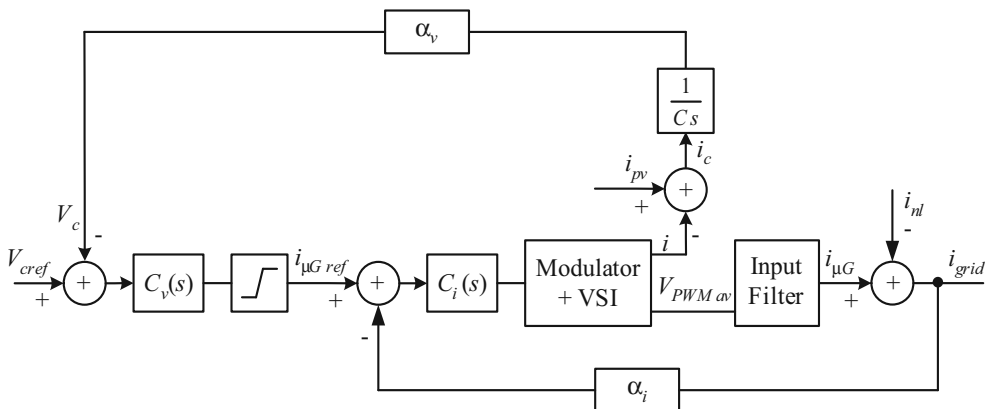 α_v
1
C s
i_c
i_pv
+
+
-
i
V_c
-
V_cref
+
+
C_v(s)
i_μG ref
+
+
-
C_i(s)
Modulator
+ VSI
V_PWM av
Input
Filter
i_μG
+
+
i_nl
-
i_grid
α_i